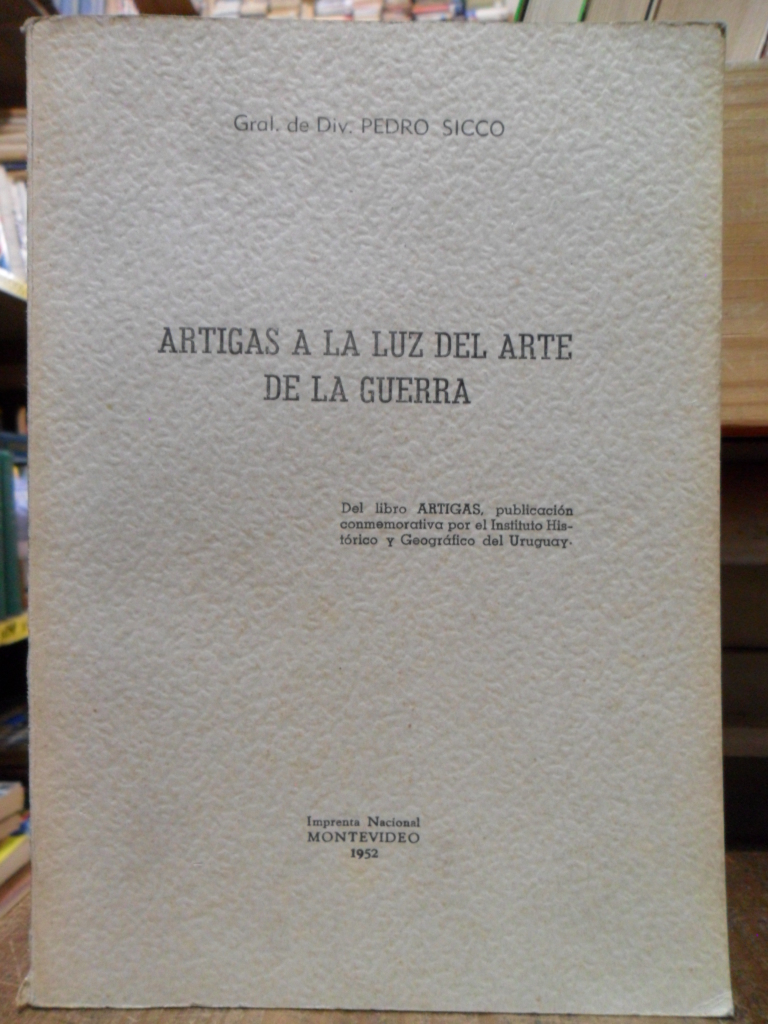 Gral. de Div. PEDRO SICCO
ARTIGAS A LA LUZ DEL ARTE
DE LA GUERRA
Del libro ARTIGAS, publicación
conmemorativa por el Instituto His-
tórico y Geográfico del Uruguay.
Imprenta Nacional
MONTEVIDEO
1952